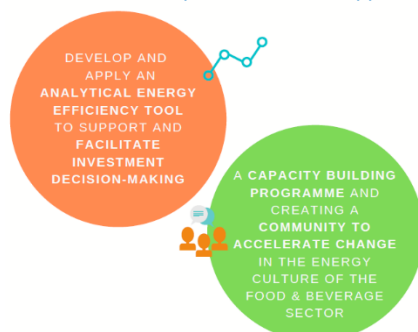 DEVELOP AND
APPLY AN
ANALYTICAL ENERGY
EFFICIENCY TOOL
TO SUPPORT AND
FACILITATE
INVESTMENT
DECISION-MAKING
A CAPACITY BUILDING
PROGRAMME AND
CREATING A
COMMUNITY TO
ACCELERATE CHANGE
IN THE ENERGY
CULTURE OF THE
FOOD & BEVERAGE
SECTOR